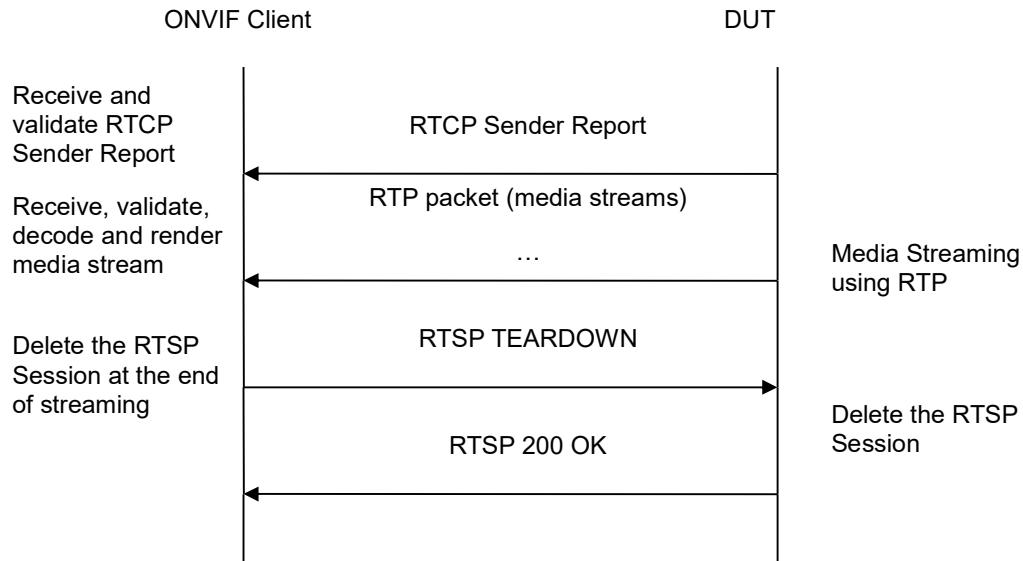 ONVIF Client
DUT
Receive and
validate RTCP
Sender Report
RTCP Sender Report
RTP packet (media streams)
Receive, validate,
decode and render
media stream
…
Media Streaming
using RTP
RTSP TEARDOWN
Delete the RTSP
Session at the end
of streaming
Delete the RTSP
Session
RTSP 200 OK